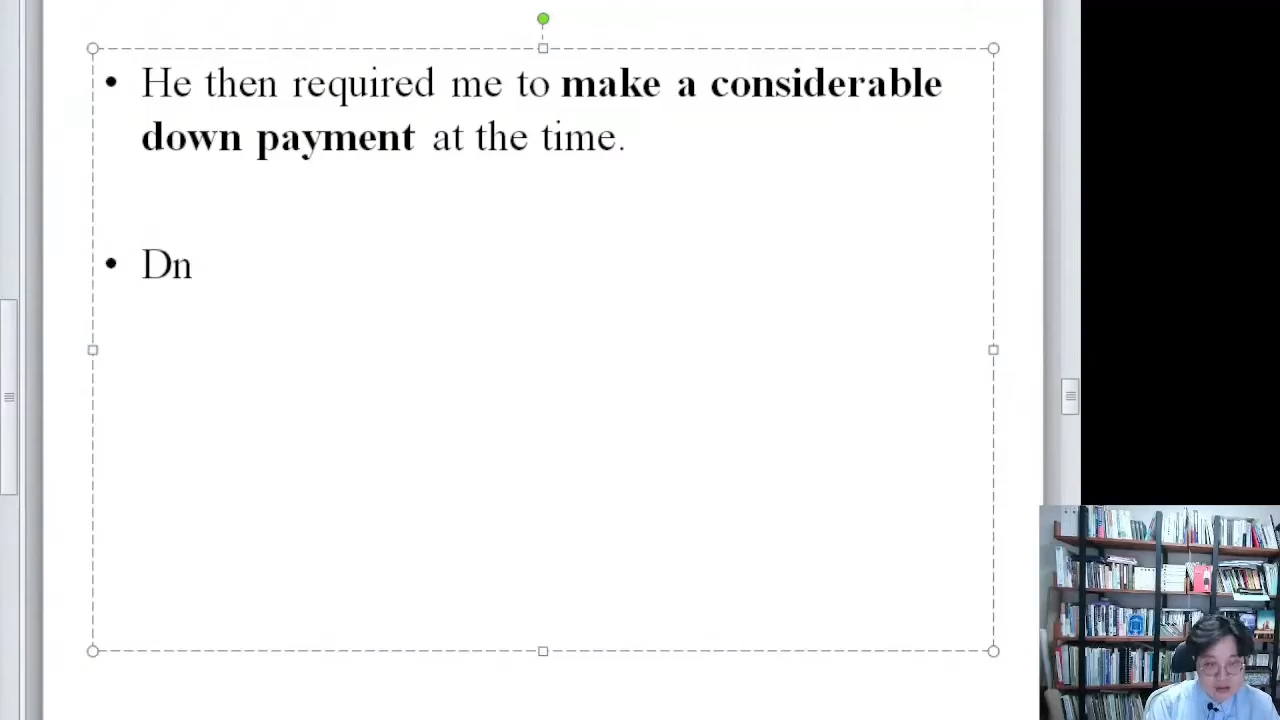 • He then required me to make a considerable
down payment at the time.
• Dn